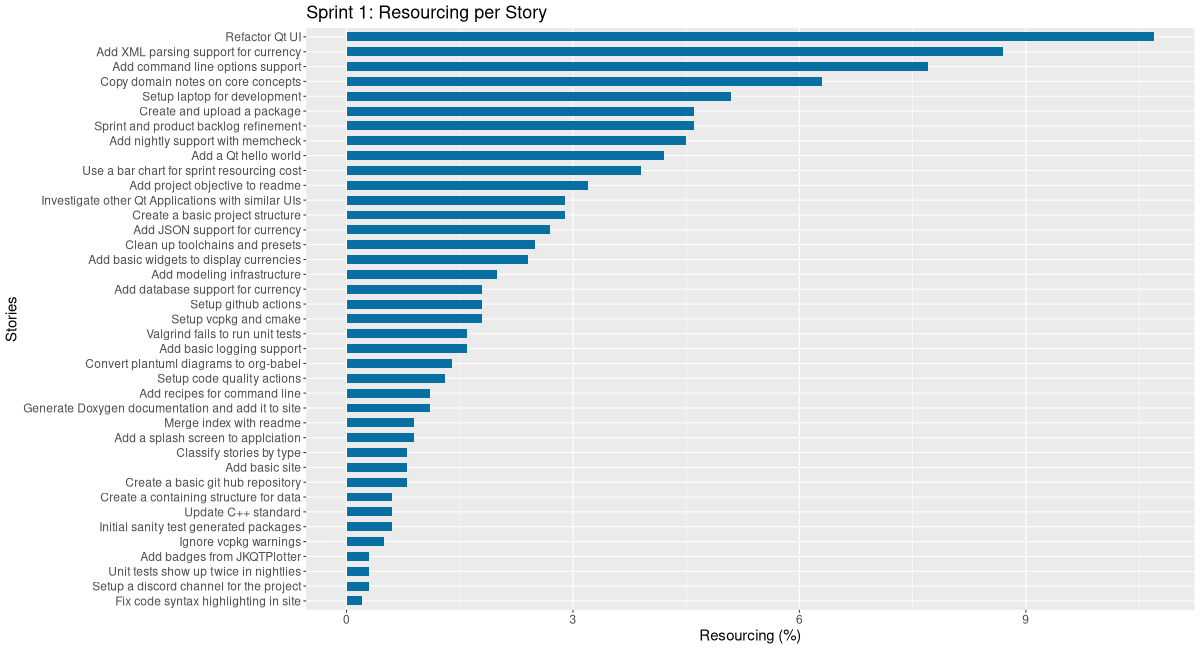 Sprint 1: Resourcing per Story
Stories
Refactor Qt UI
Add XML parsing support for currency
Add command line options support
Copy domain notes on core concepts
Setup laptop for development
Create and upload a package
Sprint and product backlog refinement
Add nightly support with memcheck
Add a Qt hello world
Use a bar chart for sprint resourcing cost
Add project objective to readme
Investigate other Qt Applications with similar UIs
Create a basic project structure
Add JSON support for currency
Clean up toolchains and presets
Add basic widgets to display currencies
Add modeling infrastructure
Add database support for currency
Setup github actions
Setup vcpkg and cmake
Valgrind fails to run unit tests
Add basic logging support
Convert plantuml diagrams to org-babel
Setup code quality actions
Add recipes for command line
Generate Doxygen documentation and add it to site
Merge index with readme
Add a splash screen to applciation
Classify stories by type
Add basic site
Create a basic git hub repository
Create a containing structure for data
Update C++ standard
Initial sanity test generated packages
Ignore vcpkg warnings
Add badges from JKQTPlotter
Unit tests show up twice in nightlies
Setup a discord channel for the project
Fix code syntax highlighting in site
0 3 6 9
Resourcing (%)